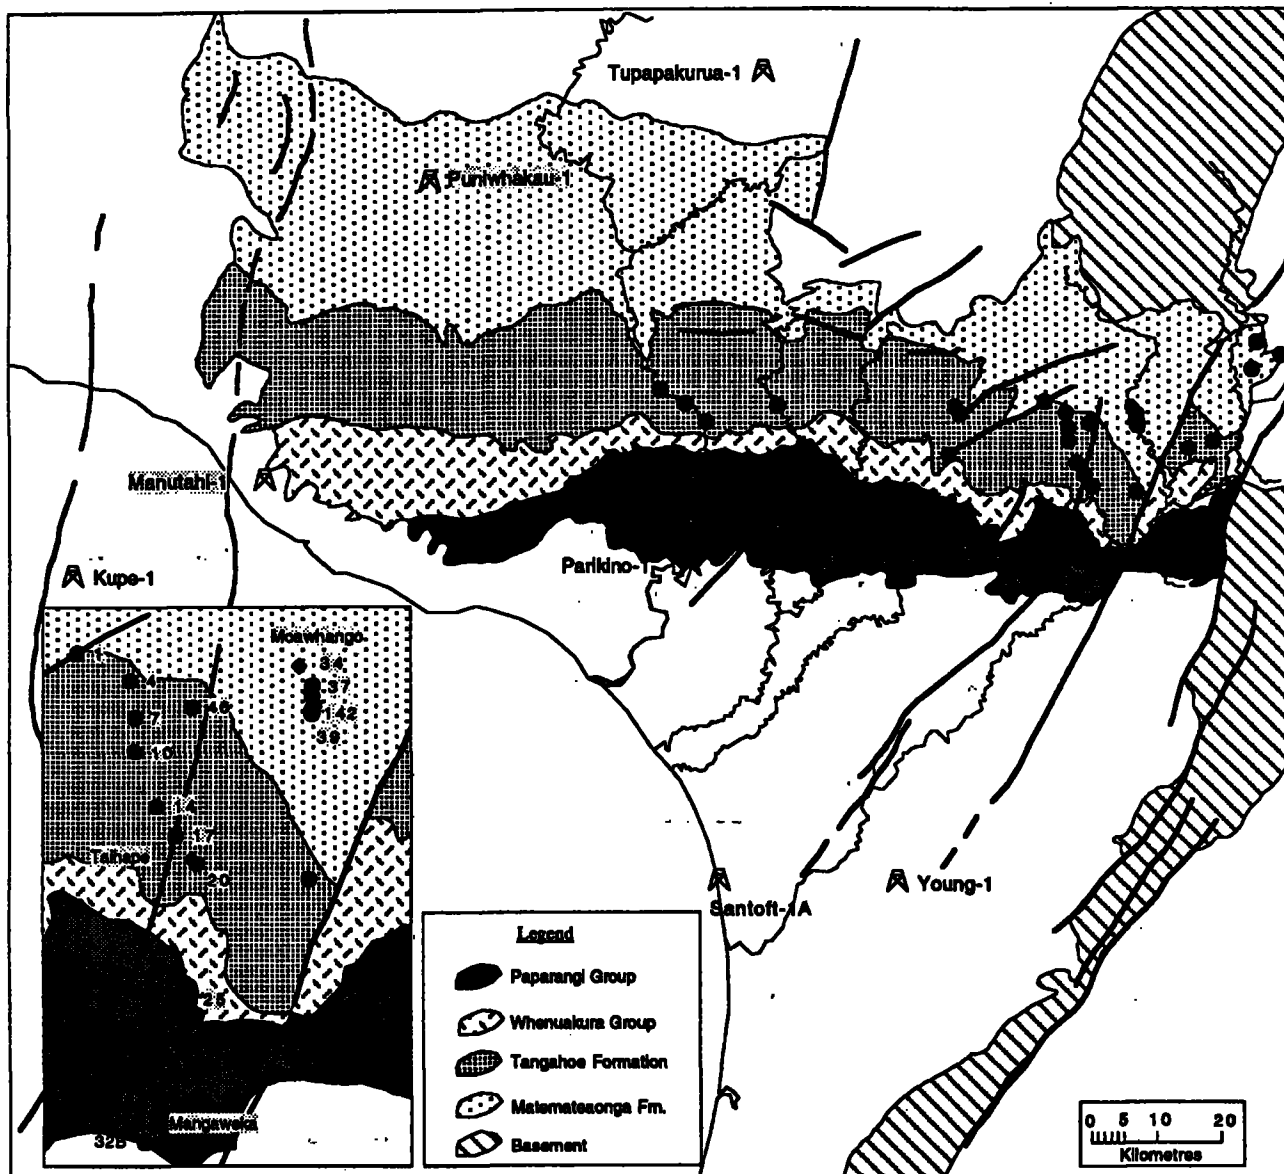 Tupapakurua-1
Puniwhakau-1
Manutahi-1
Kupe-1
Parikino-1
Santoft-1A
Young-1
Moawhango
1
34
4
37
46
7
142
39
10
14
17
Taihape
20
25
Mangaweka
32B
Legend
Paparangi Group
Whenuakura Group
Tangahoe Formation
Matemateaonga Fm.
Basement
0 5 10 20
Kilometres